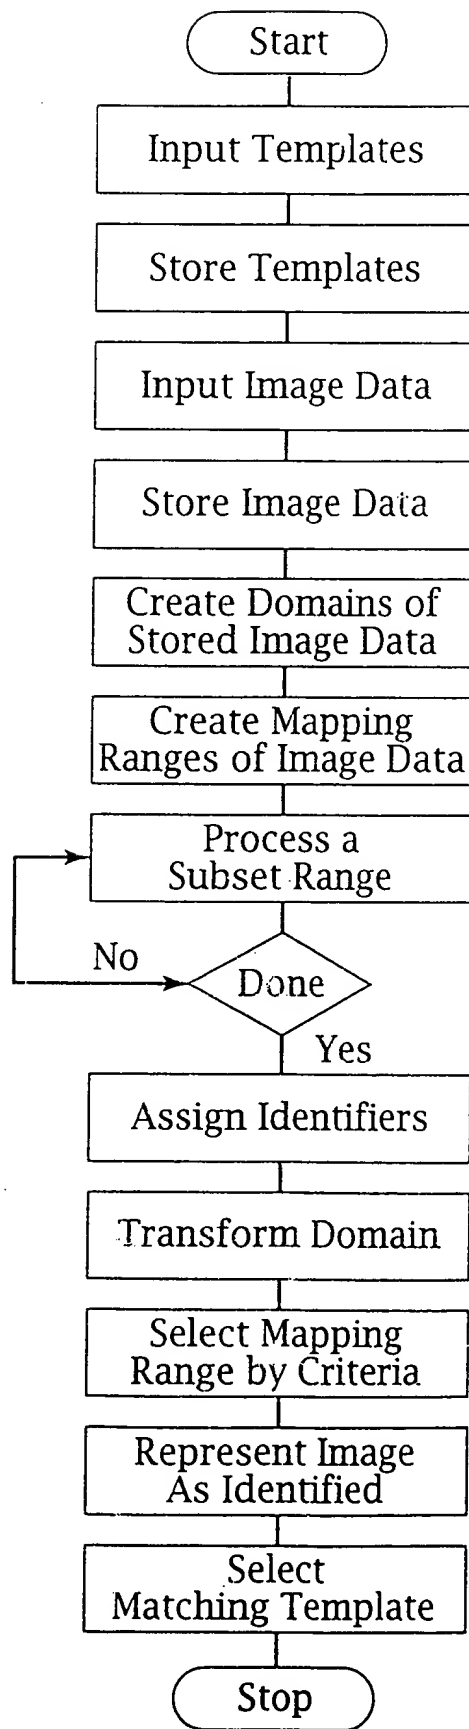 Start
Input Templates
Store Templates
Input Image Data
Store Image Data
Create Domains of
Stored Image Data
Create Mapping
Ranges of Image Data
Process a
Subset Range
No
Done
Yes
Assign Identifiers
Transform Domain
Select Mapping
Range by Criteria
Represent Image
As Identified
Select
Matching Template
Stop